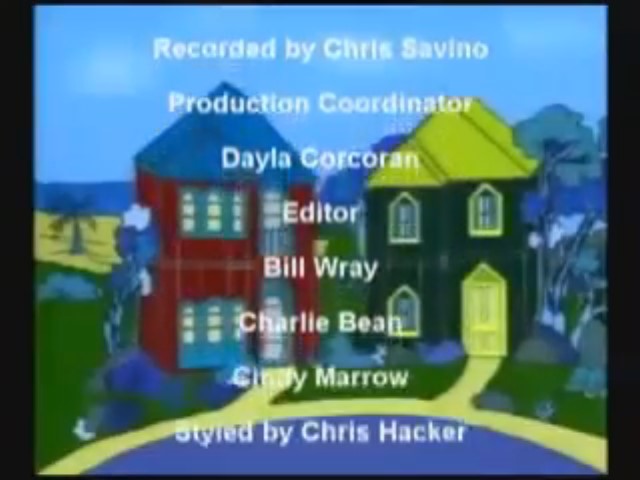 Recorded by Chris Savino
Production Coordinator
Dayla Corcoran
Editor
Bill Wray
Charlie Bean
Cindy Marrow
Styled by Chris Hacker